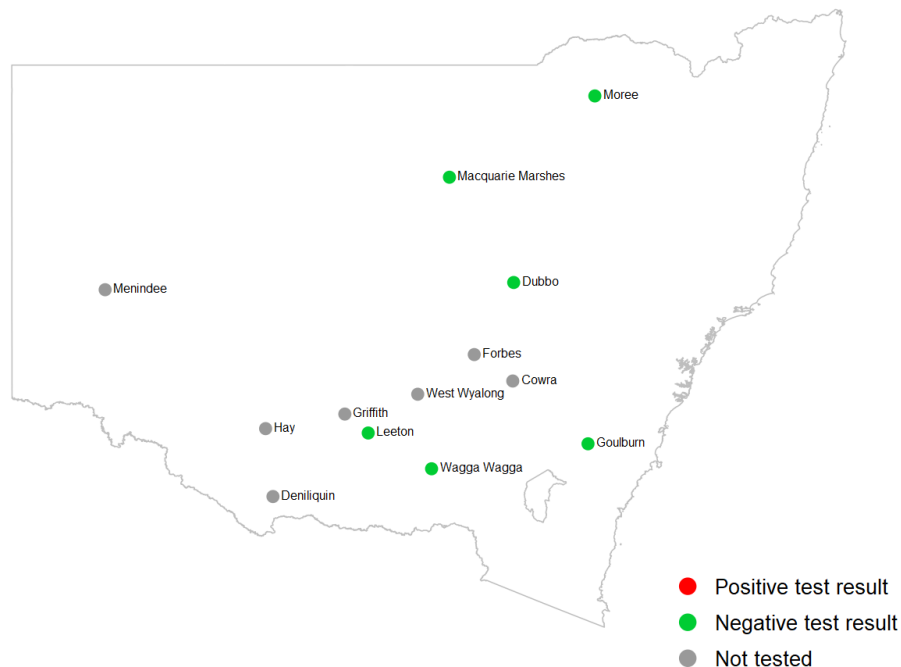 Moree
Macquarie Marshes
Dubbo
Menindee
Forbes
Cowra
West Wyalong
Griffith
Hay
Leeton
Goulburn
Wagga Wagga
Deniliquin
Positive test result
Negative test result
Not tested